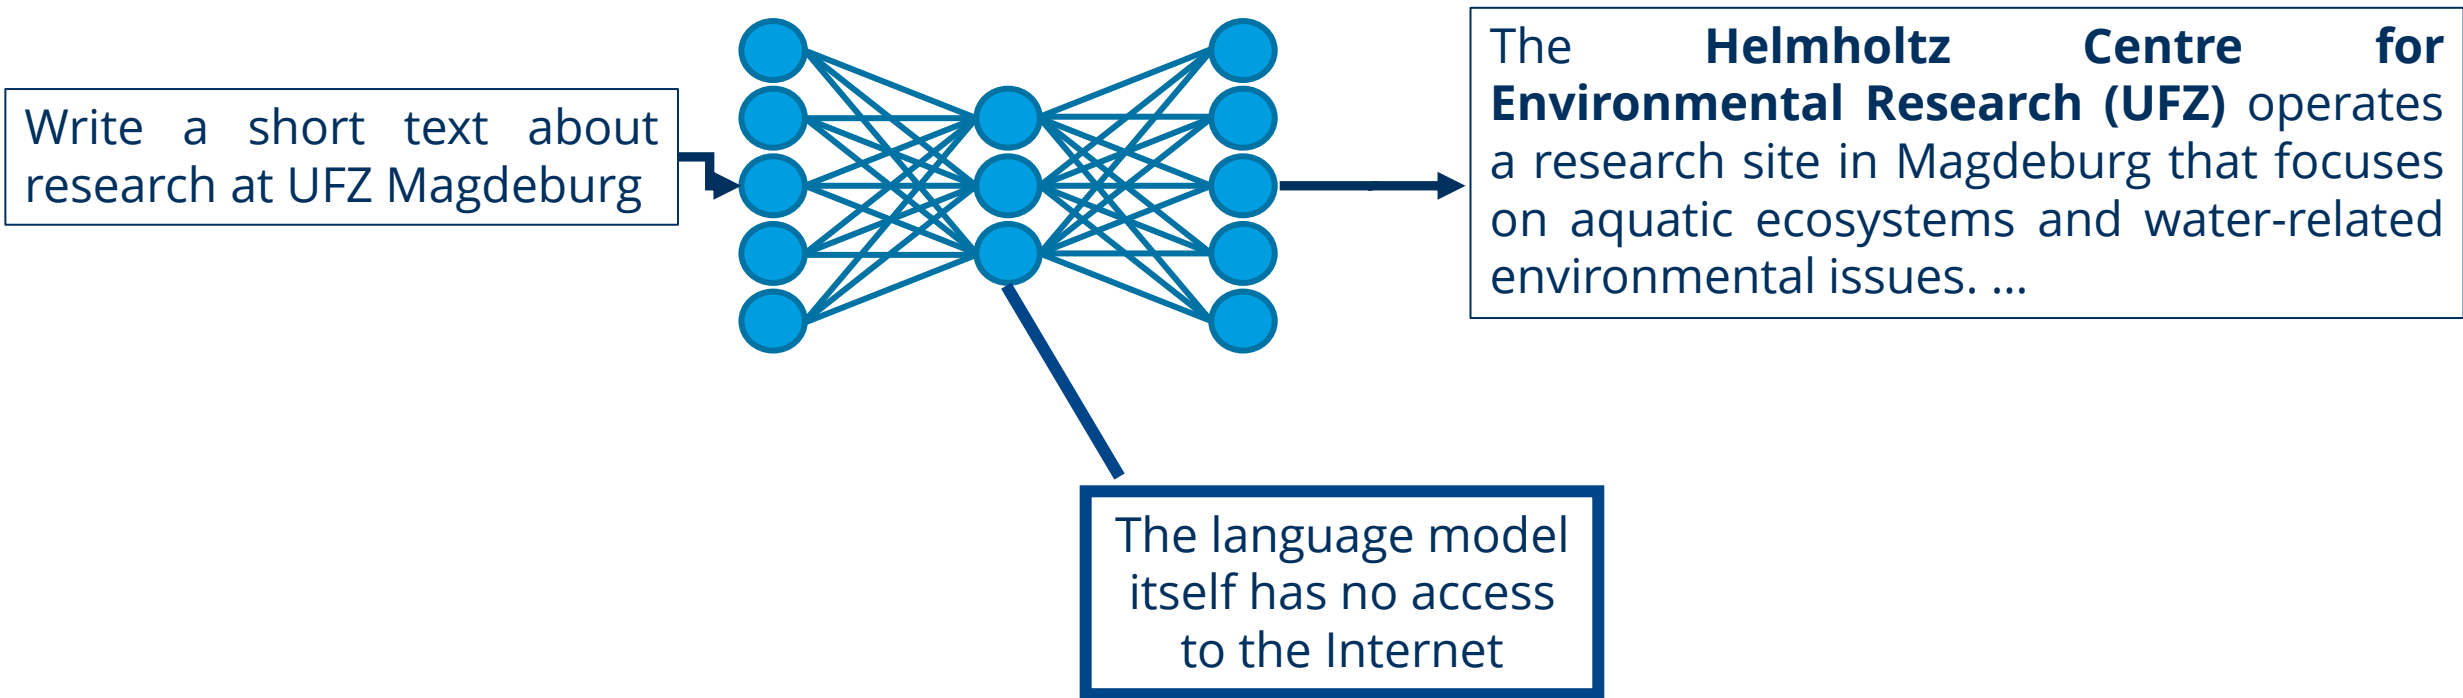 Write a short text about
research at UFZ Magdeburg
The Helmholtz Centre for
Environmental Research (UFZ) operates
a research site in Magdeburg that focuses
on aquatic ecosystems and water-related
environmental issues. ...
The language model
itself has no access
to the Internet